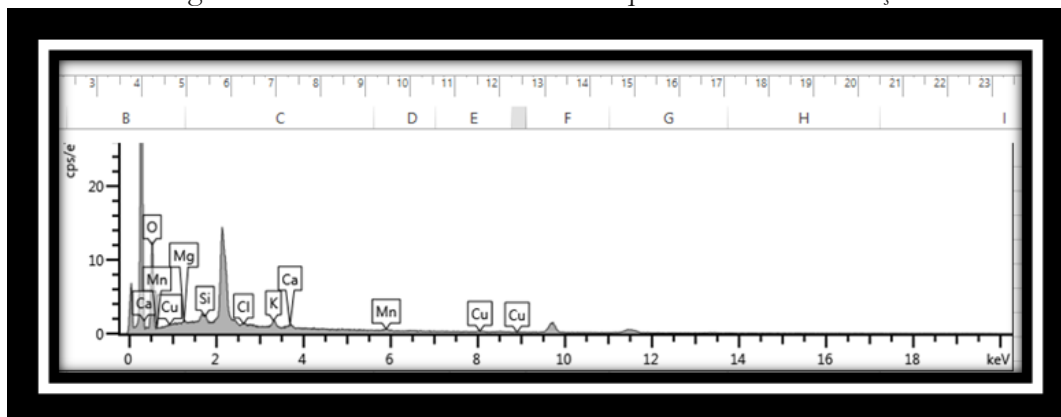 3 4 5 6 7 8 9 10 11 12 13 14 15 16 17 18 19 20 21 22 23
B C D E F G H I
cps/e
20
10
0
O
Mn
Mg
Ca
Cu
Si
Cl
K
Ca
Mn
Cu
Cu
0 2 4 6 8 10 12 14 16 18 keV